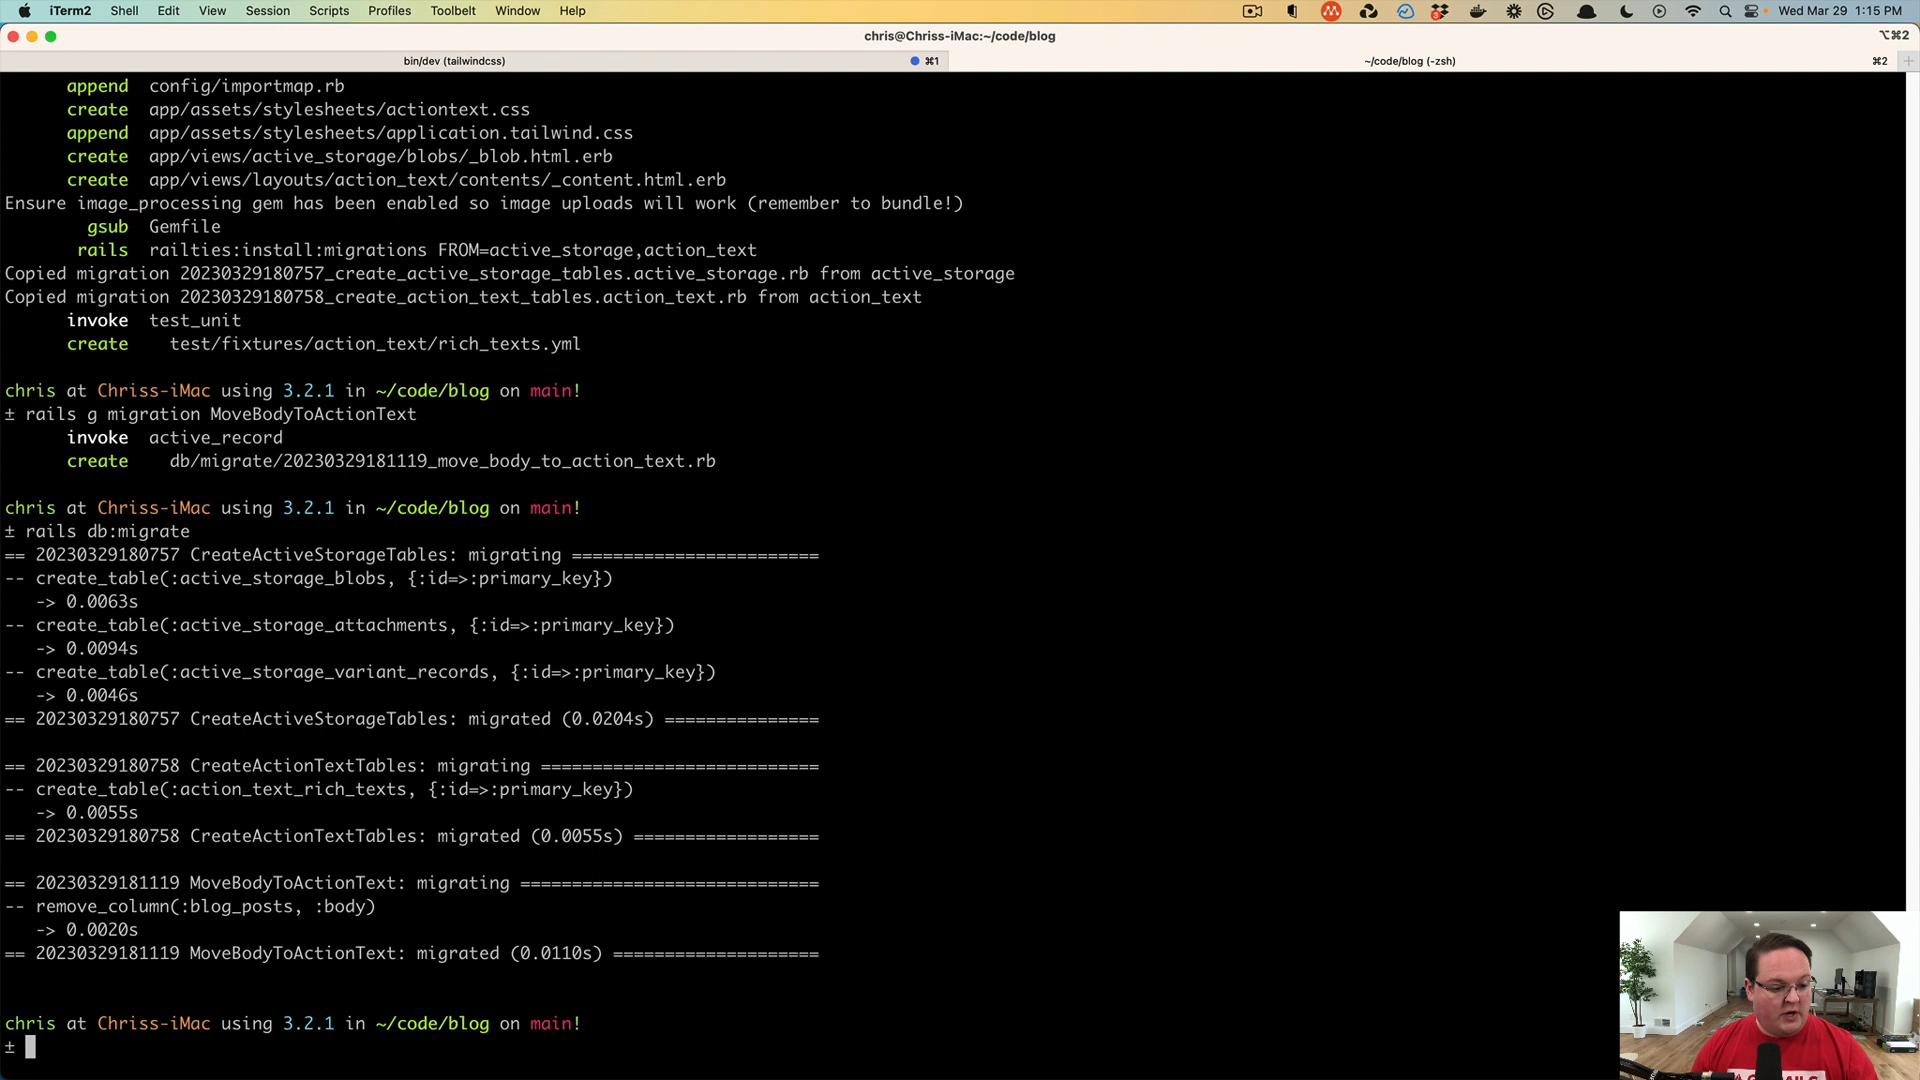 iTerm2 Shell Edit View Session Scripts Profiles Toolbelt Window Help
3
Wed Mar 29 1:15 PM
chris@Chriss-iMac:~/code/blog
⌥⌘2
bin/dev (tailwindcss)
⌘1
~/code/blog (-zsh)
⌘2
append config/importmap.rb
create app/assets/stylesheets/actiontext.css
append app/assets/stylesheets/application.tailwind.css
create app/views/active_storage/blobs/_blob.html.erb
create app/views/layouts/action_text/contents/_content.html.erb
Ensure image_processing gem has been enabled so image uploads will work (remember to bundle!)
gsub Gemfile
rails railties:install:migrations FROM=active_storage,action_text
Copied migration 20230329180757_create_active_storage_tables.active_storage.rb from active_storage
Copied migration 20230329180758_create_action_text_tables.action_text.rb from action_text
invoke test_unit
create test/fixtures/action_text/rich_texts.yml
chris at Chriss-iMac using 3.2.1 in ~/code/blog on main!
± rails g migration MoveBodyToActionText
invoke active_record
create db/migrate/20230329181119_move_body_to_action_text.rb
chris at Chriss-iMac using 3.2.1 in ~/code/blog on main!
± rails db:migrate
== 20230329180757 CreateActiveStorageTables: migrating ========================
-- create_table(:active_storage_blobs, {:id=>:primary_key})
-> 0.0063s
-- create_table(:active_storage_attachments, {:id=>:primary_key})
-> 0.0094s
-- create_table(:active_storage_variant_records, {:id=>:primary_key})
-> 0.0046s
== 20230329180757 CreateActiveStorageTables: migrated (0.0204s) ===============
== 20230329180758 CreateActionTextTables: migrating ===========================
-- create_table(:action_text_rich_texts, {:id=>:primary_key})
-> 0.0055s
== 20230329180758 CreateActionTextTables: migrated (0.0055s) ==================
== 20230329181119 MoveBodyToActionText: migrating =============================
-- remove_column(:blog_posts, :body)
-> 0.0020s
== 20230329181119 MoveBodyToActionText: migrated (0.0110s) ====================
chris at Chriss-iMac using 3.2.1 in ~/code/blog on main!
±